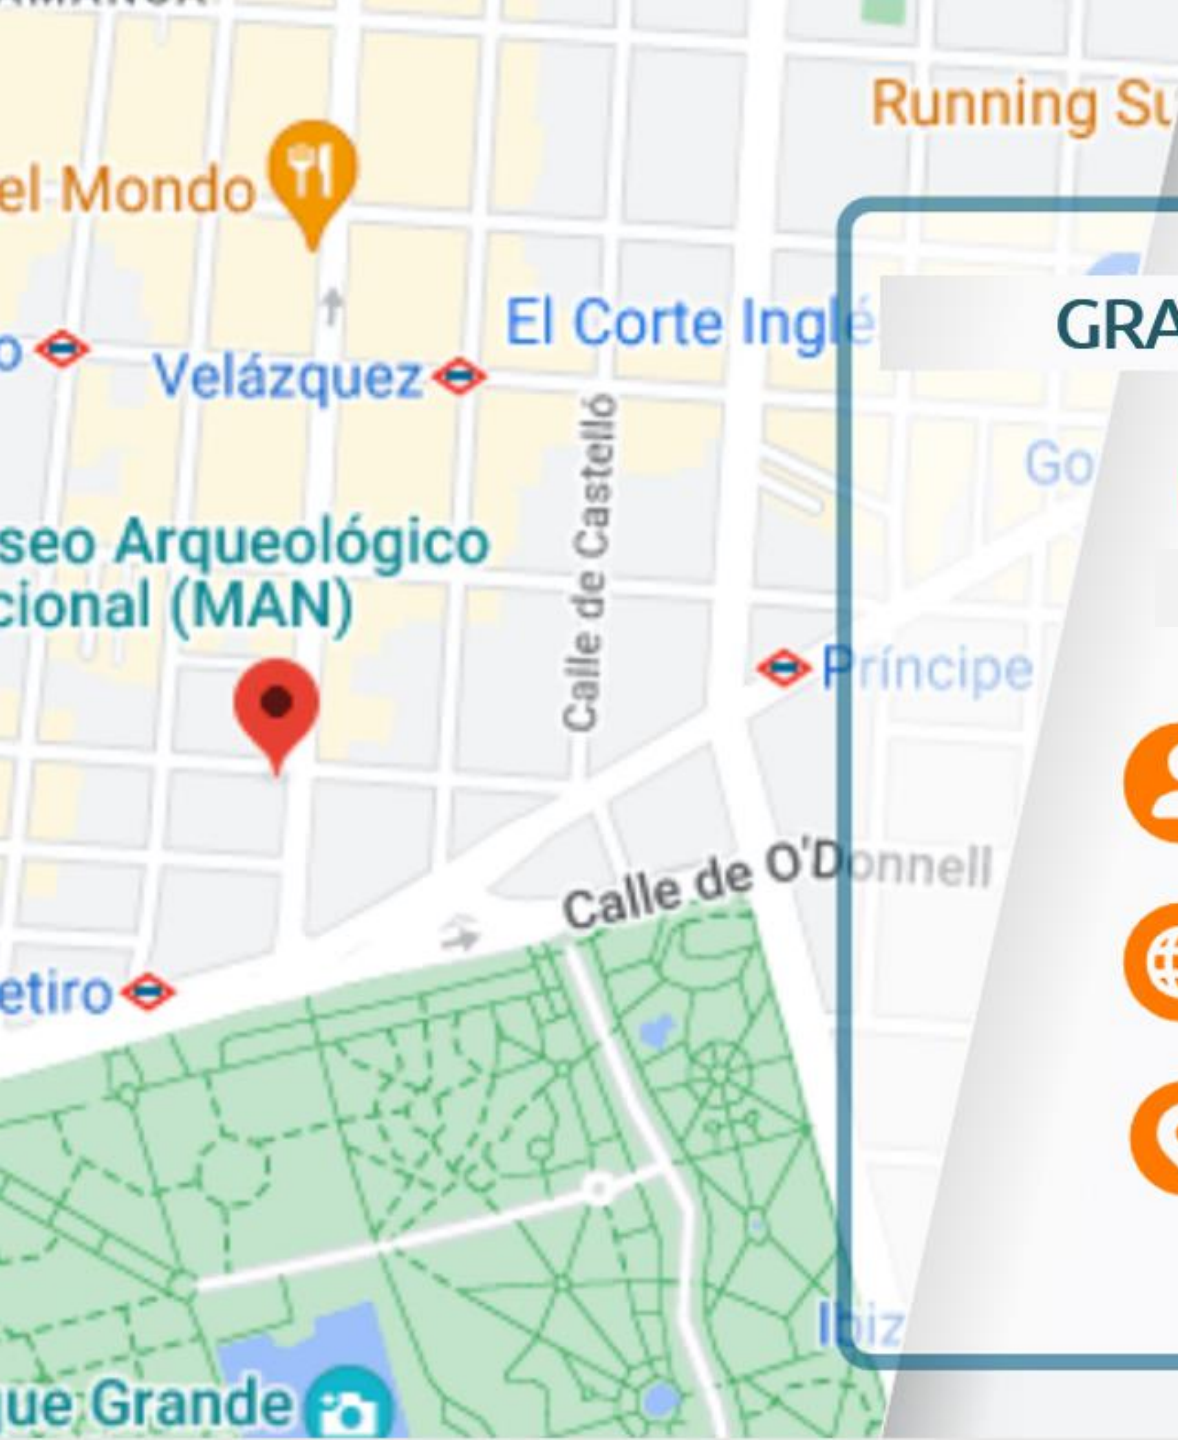 Running Su
el Mondo
El Corte Inglé
GRA
o
Velázquez
Go
Calle de Castelló
seo Arqueológico
cional (MAN)
Príncipe
Calle de O'Donnell
etiro
Ibiz
que Grande